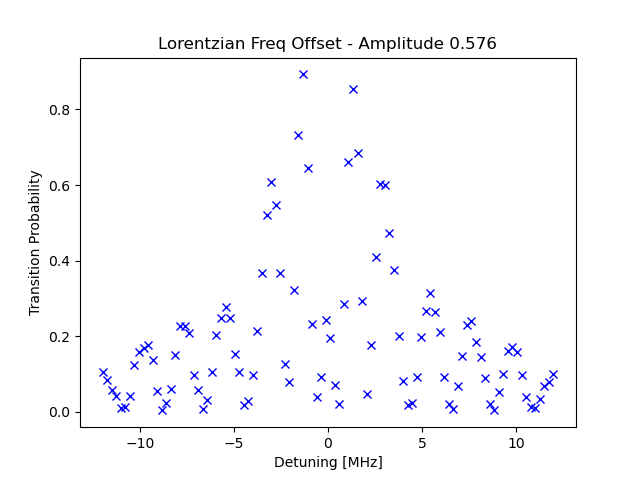 Lorentzian Freq Offset - Amplitude 0.576
Transition Probability
0.8
0.6
0.4
0.2
0.0
−10 −5 0 5 10
Detuning [MHz]